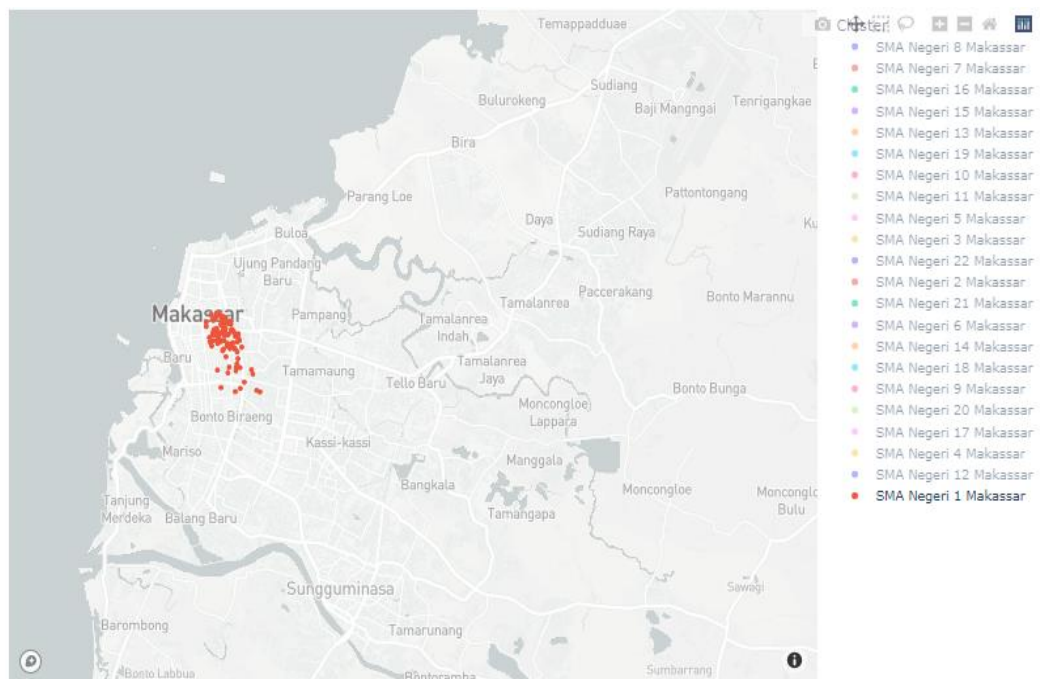 Temappadduae
Sudiang
Bulurokeng
Baji Mangngai
Tenrigangkae
Bira
Parang Loe
Pattontongang
Buloa
Daya
Sudiang Raya
Ujung Pandang
Baru
Makassar
Pampang
Tamalanrea
Paccerakang
Bonto Marannu
Tamalanrea
Indah
Baru
Tamamaung
Tamalanrea
Jaya
Tello Baru
Bonto Bunga
Bonto Biraeng
Moncongloe
Lappara
Kassi-kassi
Mariso
Manggala
Bangkala
Moncongloe
Bulu
Moncongloe
Tanjung
Merdeka
Balang Baru
Tamangapa
Sungguminasa
Sawagi
Barombong
Tamarunang
Bontoramba
Sumbarrang
Cluster
SMA Negeri 8 Makassar
SMA Negeri 7 Makassar
SMA Negeri 16 Makassar
SMA Negeri 15 Makassar
SMA Negeri 13 Makassar
SMA Negeri 19 Makassar
SMA Negeri 10 Makassar
SMA Negeri 11 Makassar
SMA Negeri 5 Makassar
SMA Negeri 3 Makassar
SMA Negeri 22 Makassar
SMA Negeri 2 Makassar
SMA Negeri 21 Makassar
SMA Negeri 6 Makassar
SMA Negeri 14 Makassar
SMA Negeri 18 Makassar
SMA Negeri 9 Makassar
SMA Negeri 20 Makassar
SMA Negeri 17 Makassar
SMA Negeri 4 Makassar
SMA Negeri 12 Makassar
SMA Negeri 1 Makassar